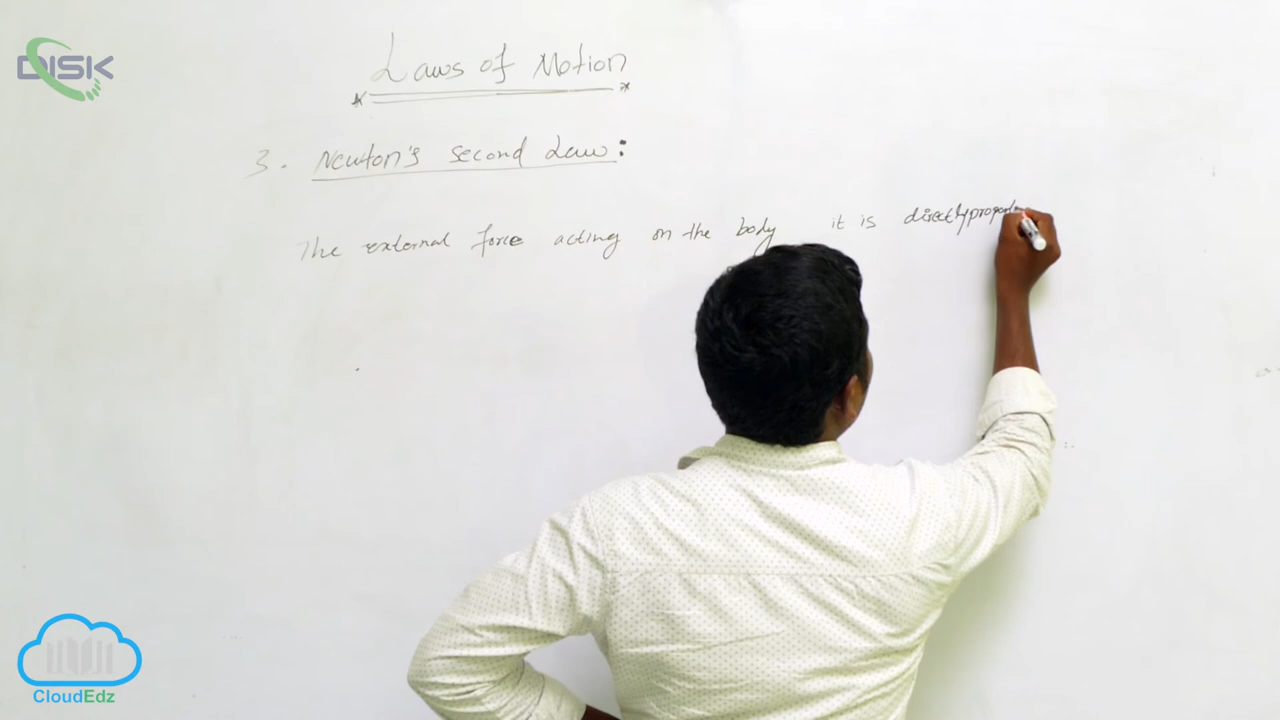 DISK
Laws of Motion
3. Newton's second Law:
The external force acting on the body it is directly
CloudEdz